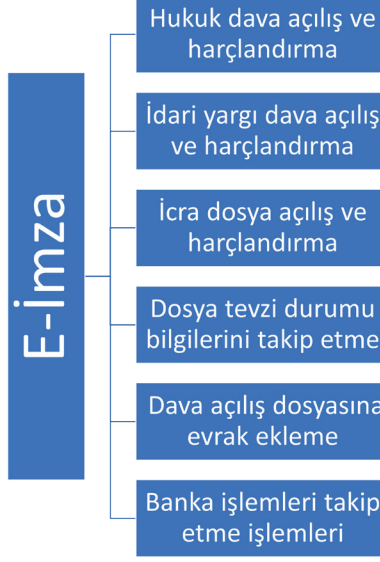 E-İmza
Hukuk dava açılış ve
harçlandırma
İdari yargı dava açılış
ve harçlandırma
İcra dosya açılış ve
harçlandırma
Dosya tevzi durumu
bilgilerini takip etme
Dava açılış dosyasına
evrak ekleme
Banka işlemleri takip
etme işlemleri